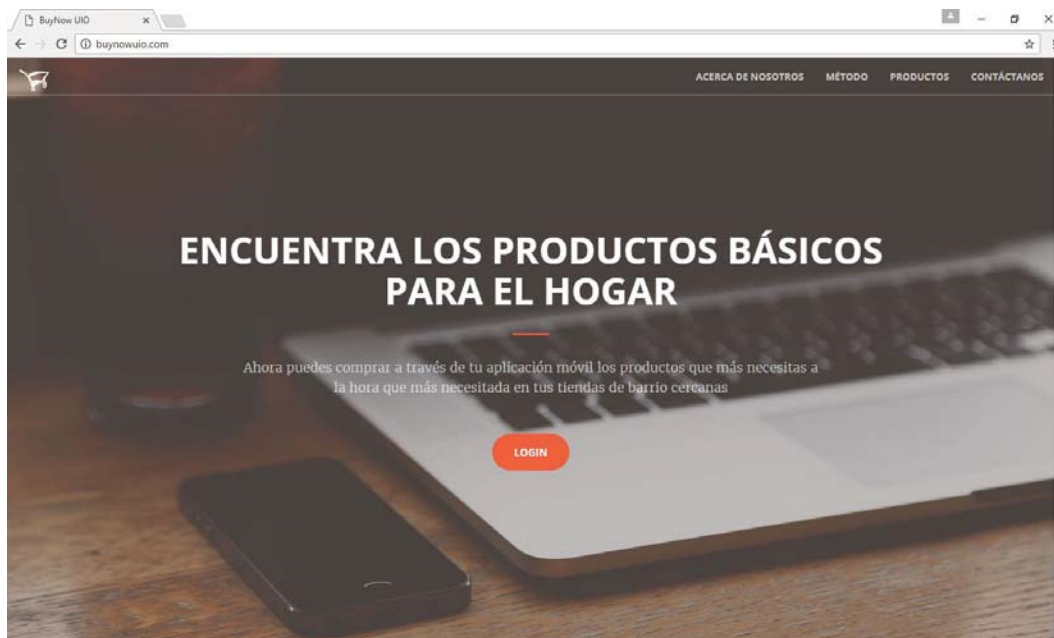 BuyNow UIO
buynowuio.com
ACERCA DE NOSOTROS MÉTODO PRODUCTOS CONTÁCTANOS
ENCUENTRA LOS PRODUCTOS BÁSICOS
PARA EL HOGAR
Ahora puedes comprar a través de tu aplicación móvil los productos que más necesitas a
la hora que más necesitada en tus tiendas de barrio cercanas
LOGIN